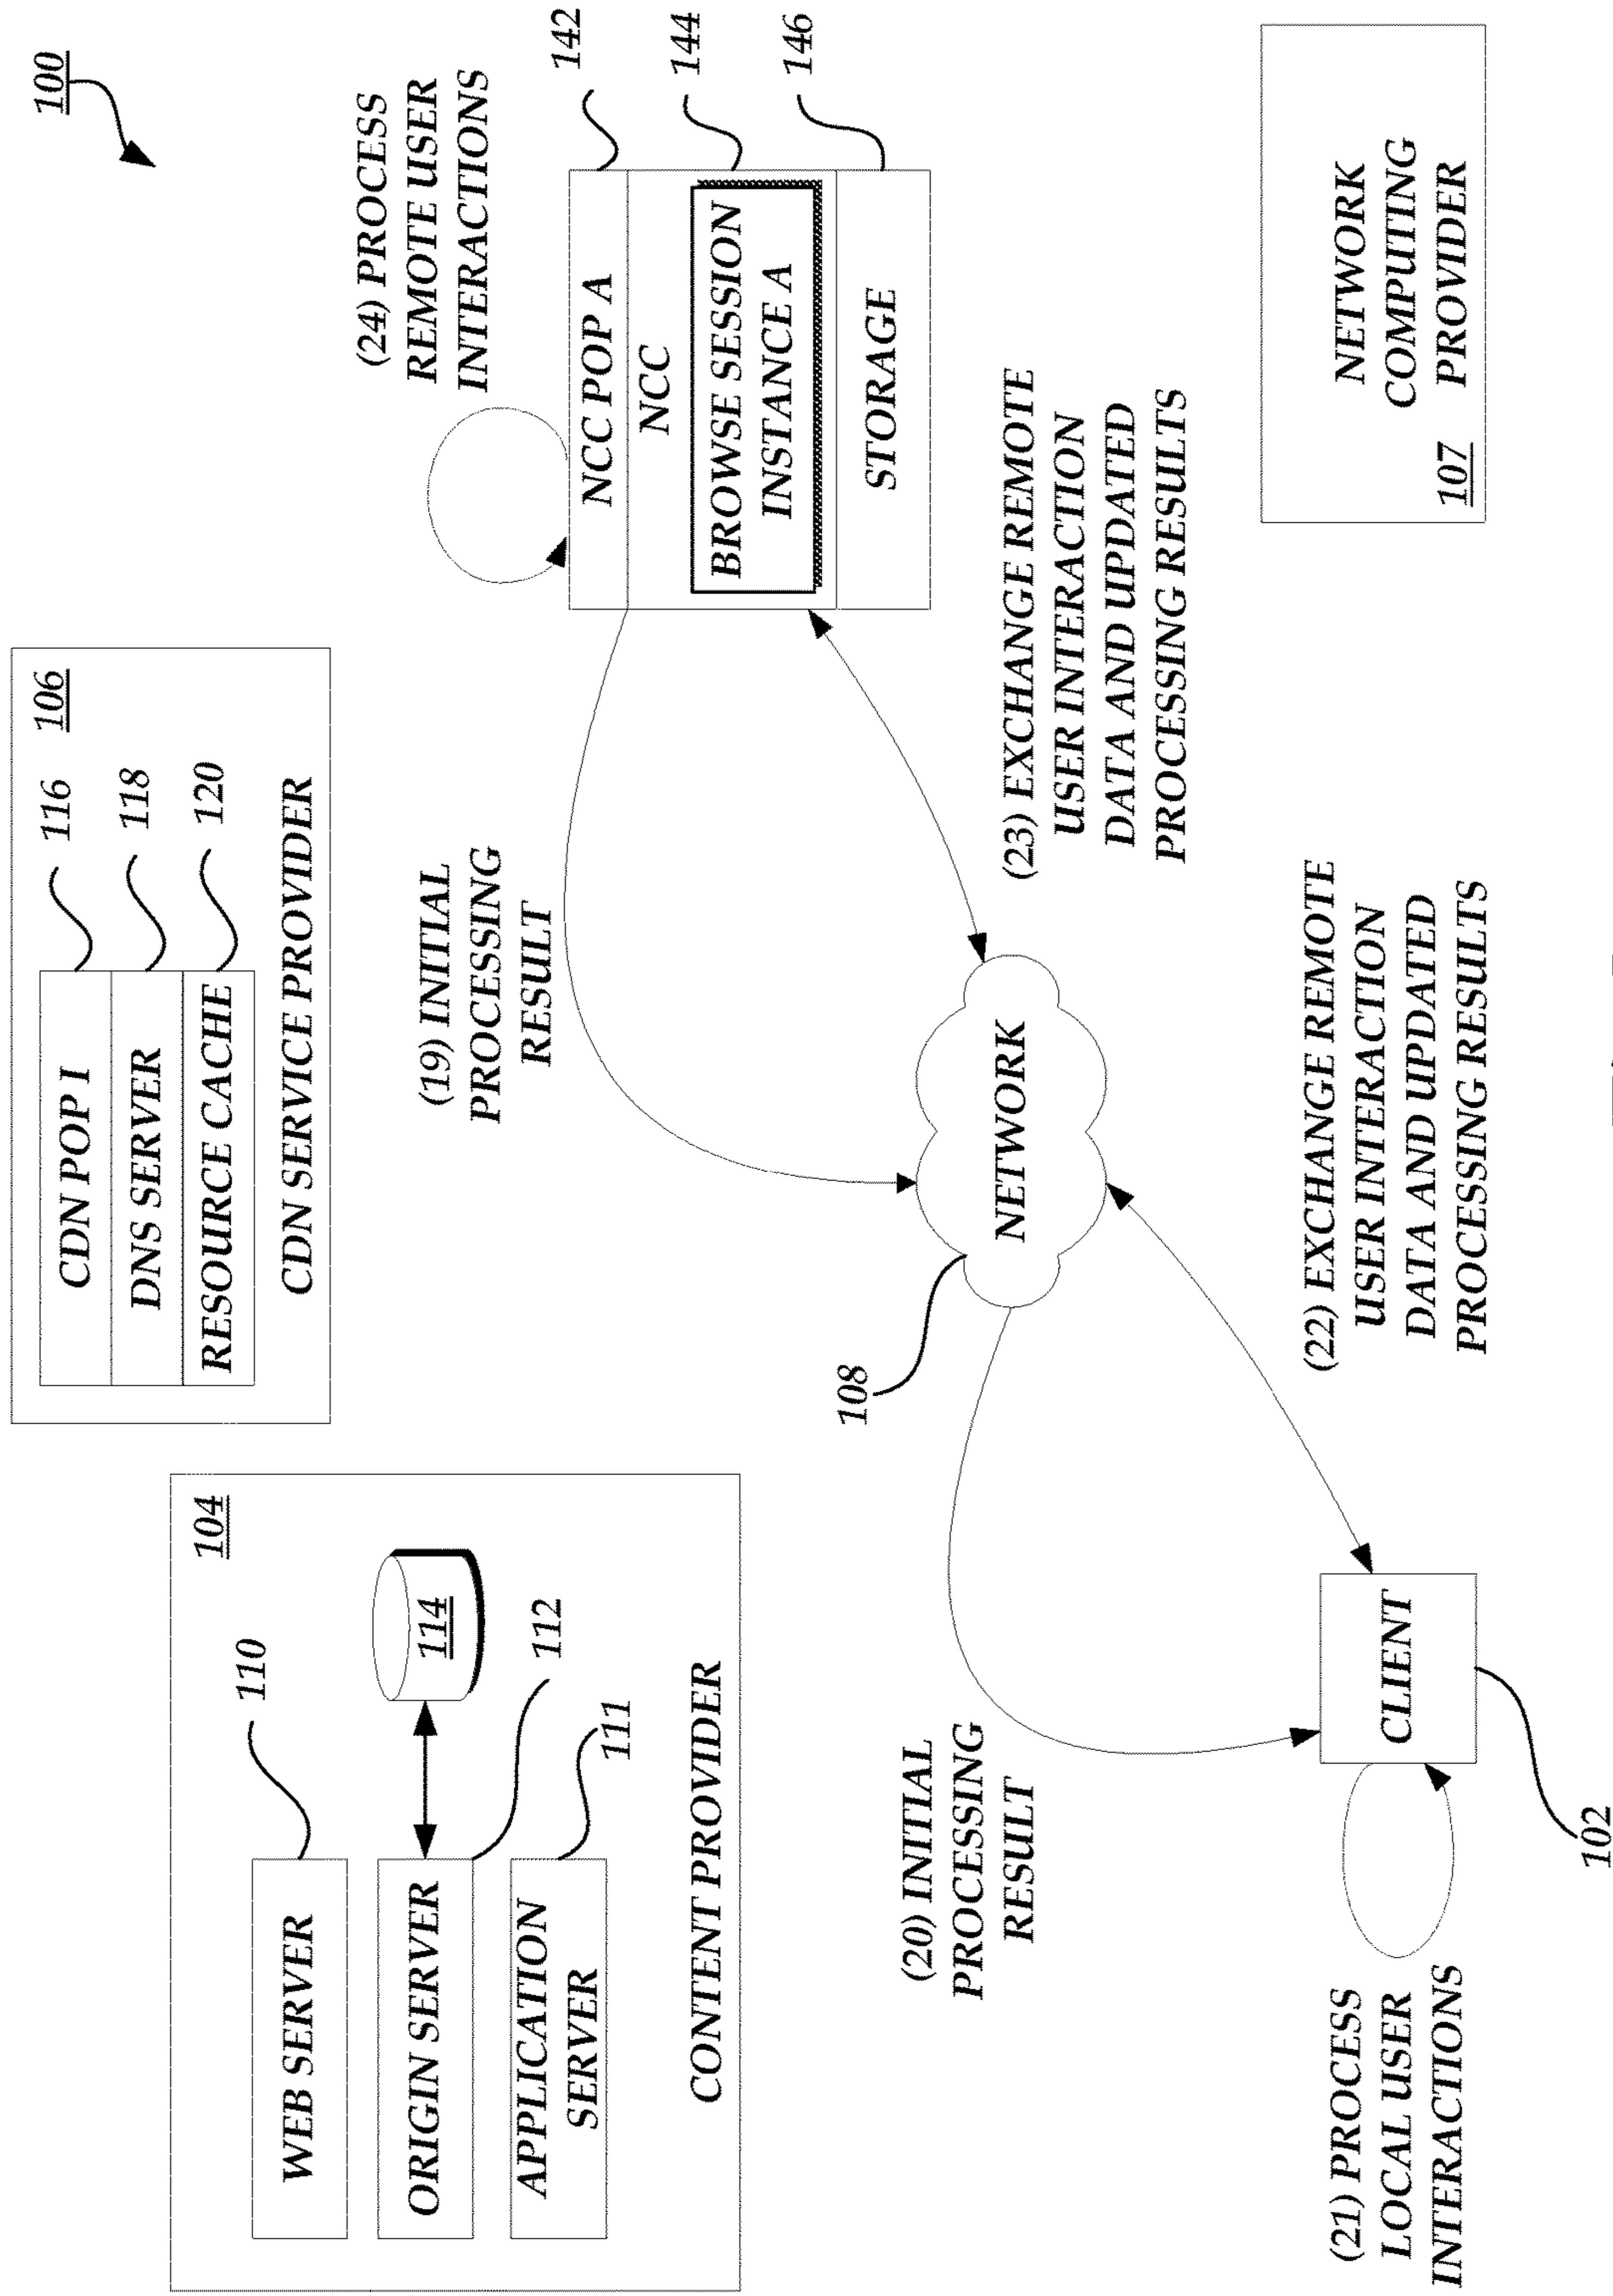 100
104
110
WEB SERVER
ORIGIN SERVER
114
112
APPLICATION
SERVER
111
CONTENT PROVIDER
106
CDN POP I
116
DNS SERVER
118
RESOURCE CACHE
120
CDN SERVICE PROVIDER
(24) PROCESS
REMOTE USER
INTERACTIONS
NCC POP A
142
NCC
144
BROWSE SESSION
INSTANCE A
STORAGE
146
(19) INITIAL
PROCESSING
RESULT
108
NETWORK
(20) INITIAL
PROCESSING
RESULT
(23) EXCHANGE REMOTE
USER INTERACTION
DATA AND UPDATED
PROCESSING RESULTS
(21) PROCESS
LOCAL USER
INTERACTIONS
CLIENT
102
(22) EXCHANGE REMOTE
USER INTERACTION
DATA AND UPDATED
PROCESSING RESULTS
NETWORK
COMPUTING
PROVIDER
107